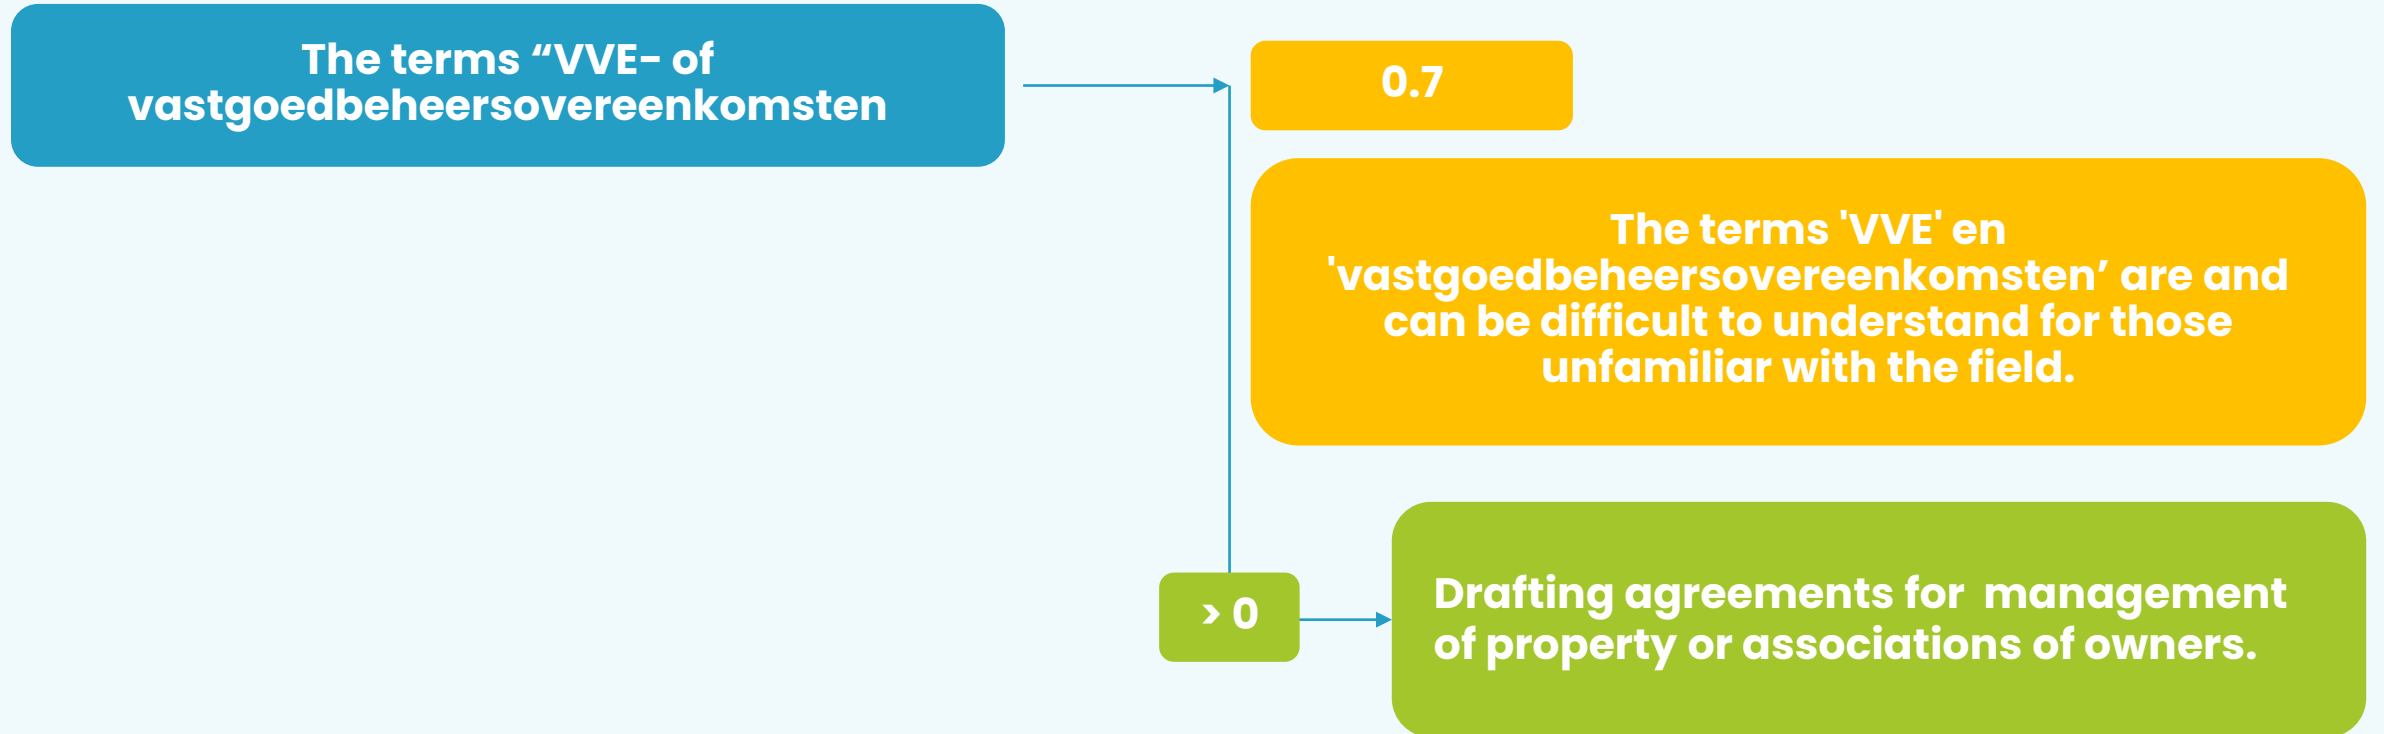 The terms “VVE- of
vastgoedbeheersovereenkomsten
0.7
The terms 'VVE' en
'vastgoedbeheersovereenkomsten’ are and
can be difficult to understand for those
unfamiliar with the field.
> 0
Drafting agreements for  management
of property or associations of owners.